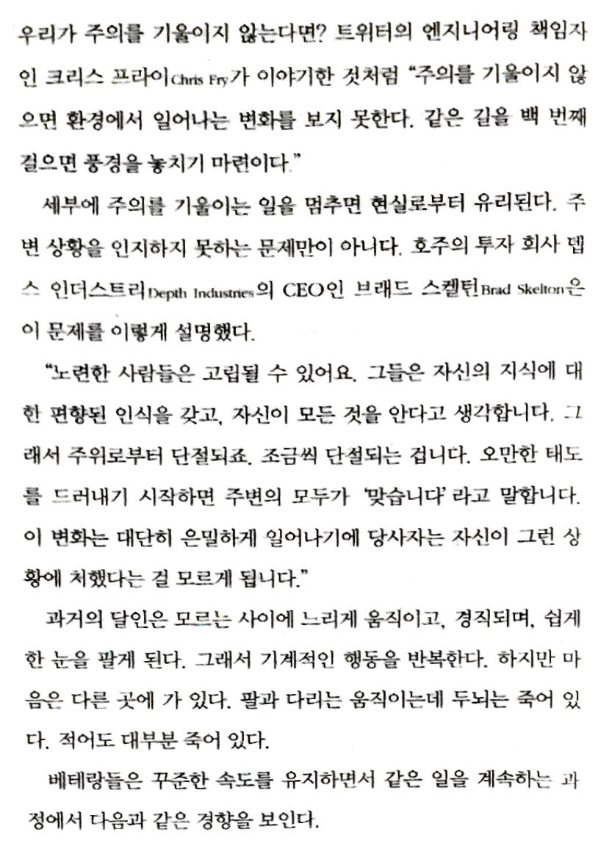 우리가 주의를 기울이지 않는다면? 트위터의 엔지니어링 책임자
인 크리스 프라이Chris Fry가 이야기한 것처럼 “주의를 기울이지 않
으면 환경에서 일어나는 변화를 보지 못한다. 같은 길을 백 번째
걸으면 풍경을 놓치기 마련이다.”
세부에 주의를 기울이는 일을 멈추면 현실로부터 유리된다. 주
변 상황을 인지하지 못하는 문제만이 아니다. 호주의 투자 회사 뎁
스 인더스트리Depth Industries의 CEO인 브래드 스켈턴Brad Skelton은
이 문제를 이렇게 설명했다.
“노련한 사람들은 고립될 수 있어요. 그들은 자신의 지식에 대
한 편향된 인식을 갖고, 자신이 모든 것을 안다고 생각합니다. 그
래서 주위로부터 단절되죠. 조금씩 단절되는 겁니다. 오만한 태도
를 드러내기 시작하면 주변의 모두가 ‘맞습니다’라고 말합니다.
이 변화는 대단히 은밀하게 일어나기에 당사자는 자신이 그런 상
황에 처했다는 걸 모르게 됩니다.”
과거의 달인은 모르는 사이에 느리게 움직이고, 경직되며, 쉽게
한 눈을 팔게 된다. 그래서 기계적인 행동을 반복한다. 하지만 마
음은 다른 곳에 가 있다. 팔과 다리는 움직이는데 두뇌는 죽어 있
다. 적어도 대부분 죽어 있다.
베테랑들은 꾸준한 속도를 유지하면서 같은 일을 계속하는 과
정에서 다음과 같은 경향을 보인다.